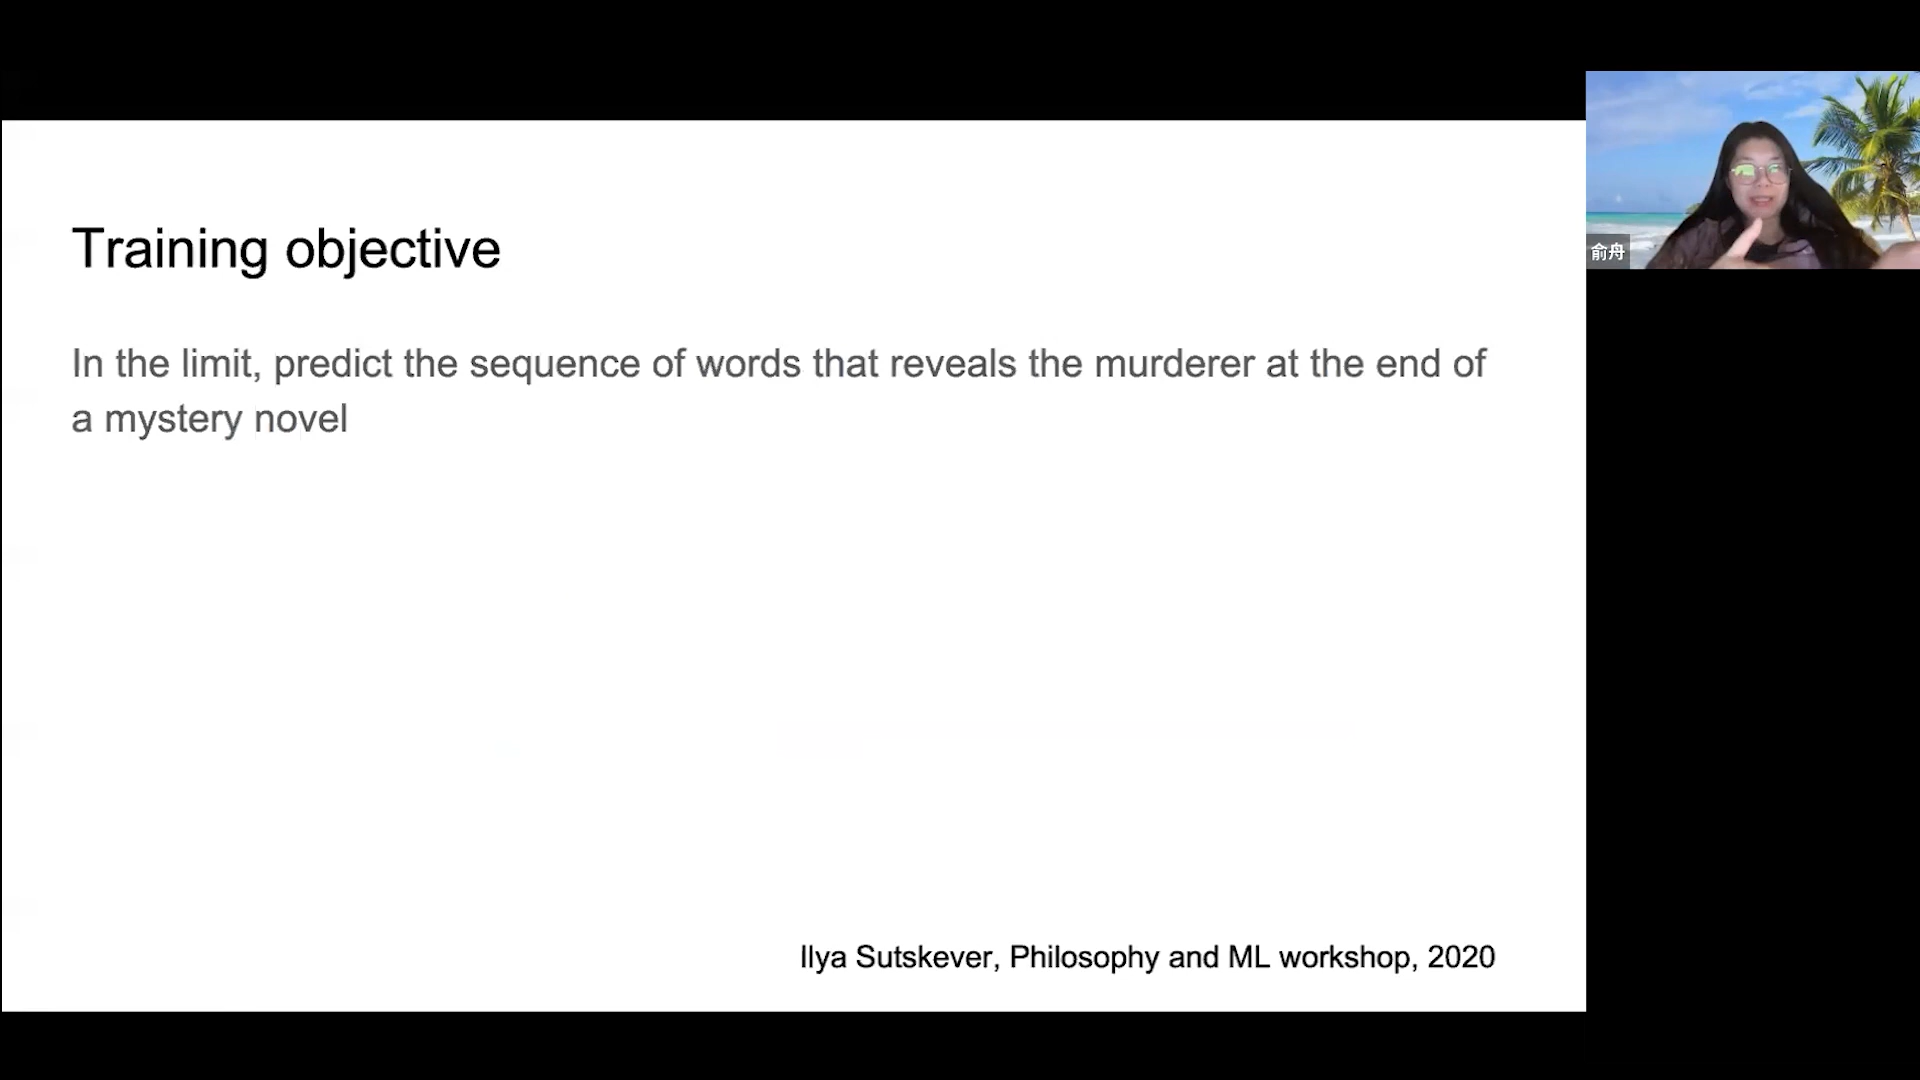 Training objective
In the limit, predict the sequence of words that reveals the murderer at the end of
a mystery novel
Ilya Sutskever, Philosophy and ML workshop, 2020
俞舟